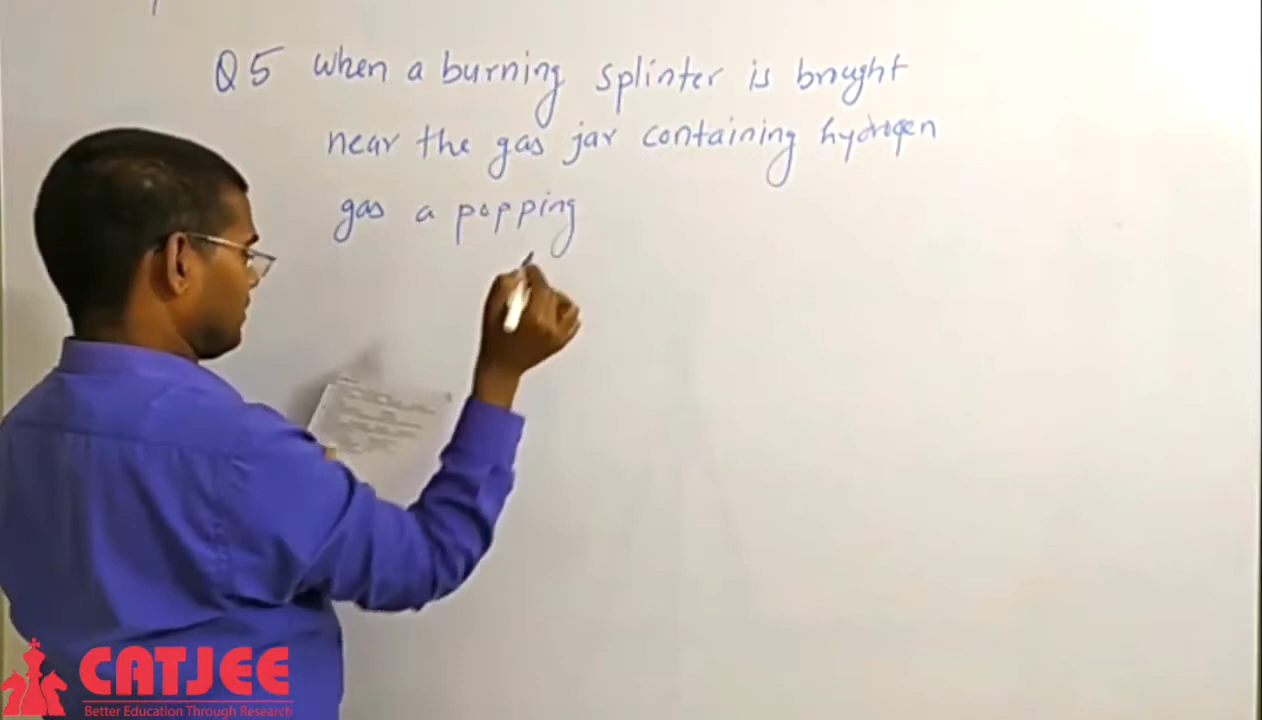 Q5 When a burning splinter is brought
near the gas jar containing hydrogen
gas a popping
CATJEE
Better Education Through Research